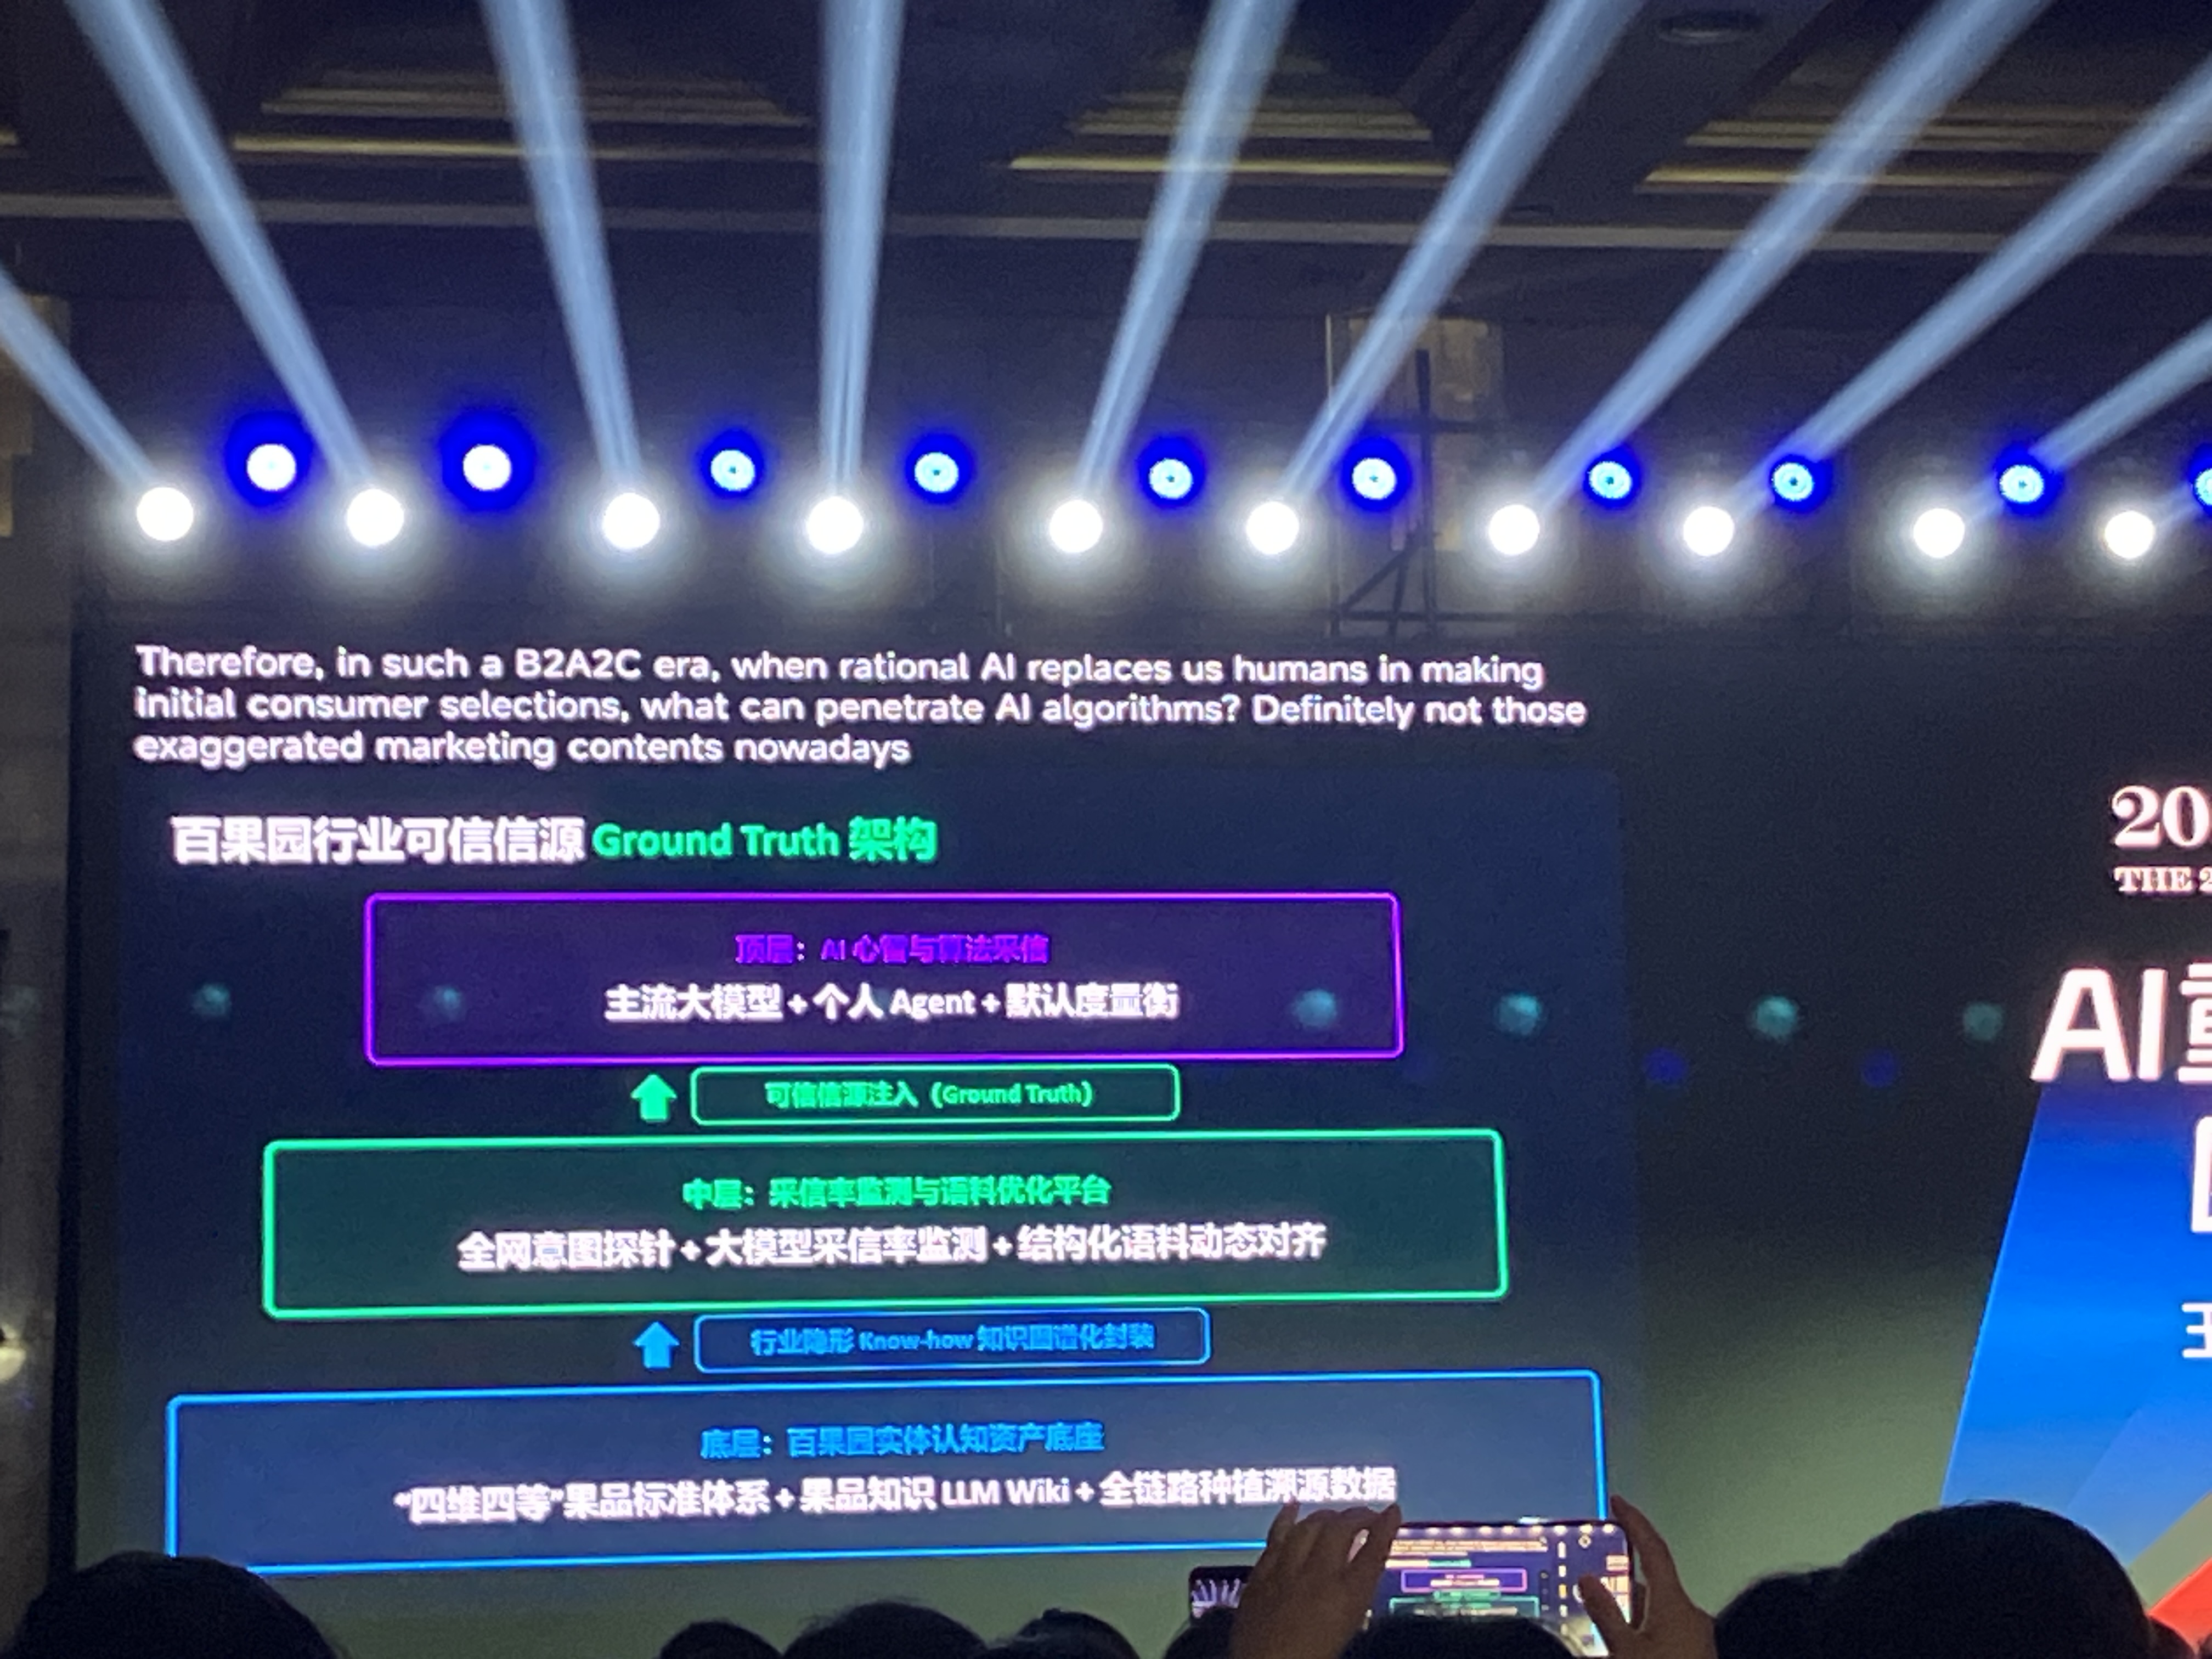 Therefore, in such a B2A2C era, when rational AI replaces us humans in making
initial consumer selections, what can penetrate AI algorithms? Definitely not those
exaggerated marketing contents nowadays
百果园行业可信信源 Ground Truth 架构
顶层：AI 心智与算法采信
主流大模型 + 个人 Agent + 默认度量衡
可信信源注入（Ground Truth）
中层：采信率监测与语料优化平台
全网意图探针 + 大模型采信率监测 + 结构化语料动态对齐
行业隐形 Know-how 知识图谱化封装
底层：百果园实体认知资产底座
“四维四等”果品标准体系 + 果品知识 LLM Wiki + 全链路种植溯源数据
20
THE 2
AI